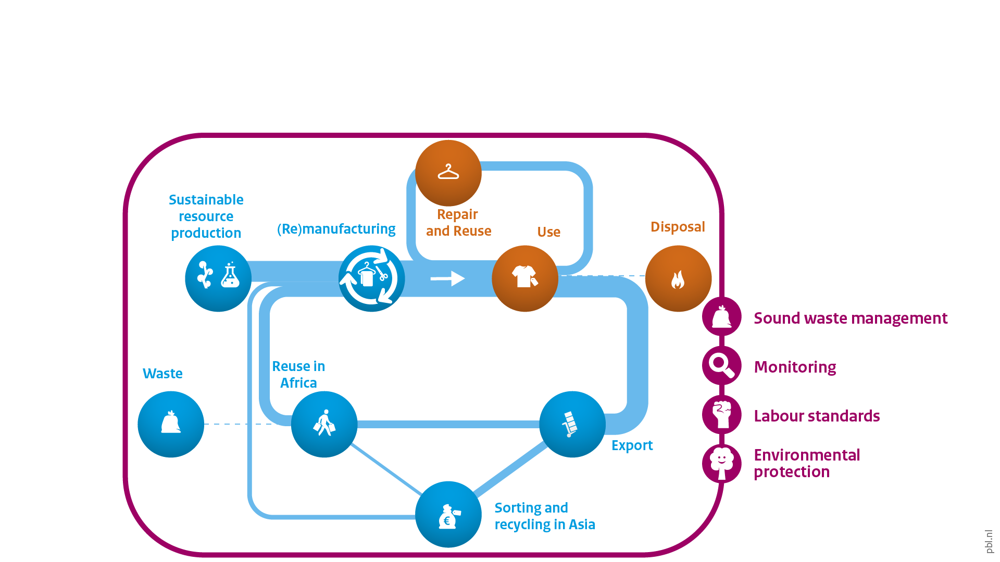 Sustainable
resource
production
(Re)manufacturing
Repair
and Reuse
Use
Disposal
Sound waste management
Monitoring
Labour standards
Environmental
protection
Waste
Reuse in
Africa
Export
€
Sorting and
recycling in Asia
pbl.nl